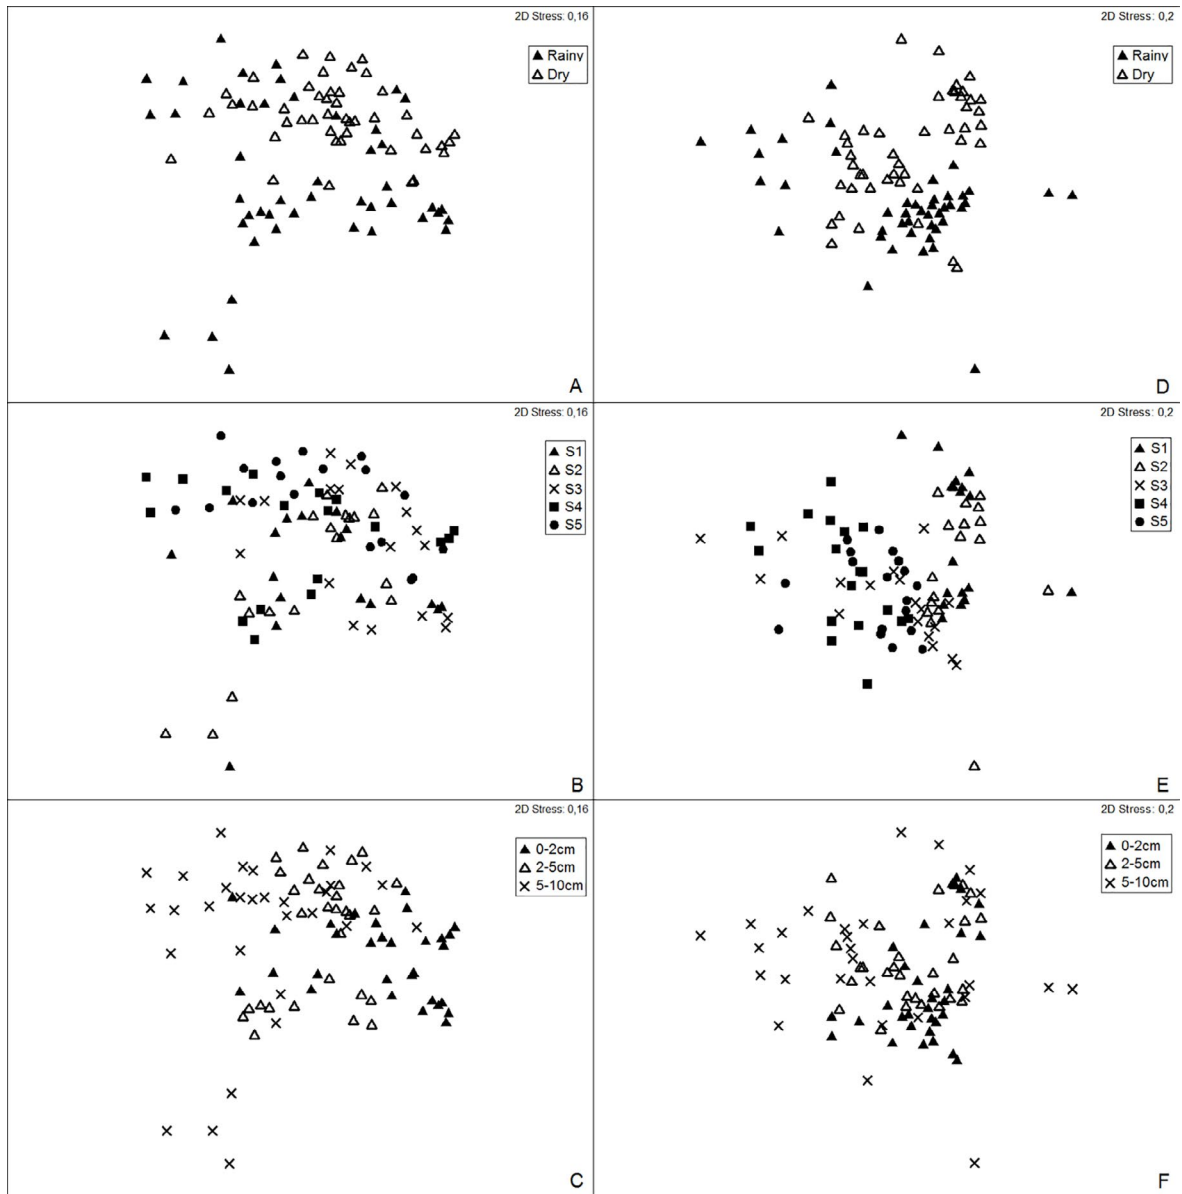 2D Stress: 0,16
Rainy
Dry
A
2D Stress: 0,2
Rainy
Dry
D
2D Stress: 0,16
S1
S2
S3
S4
S5
B
2D Stress: 0,2
S1
S2
S3
S4
S5
E
2D Stress: 0,16
0-2cm
2-5cm
5-10cm
C
2D Stress: 0,2
0-2cm
2-5cm
5-10cm
F